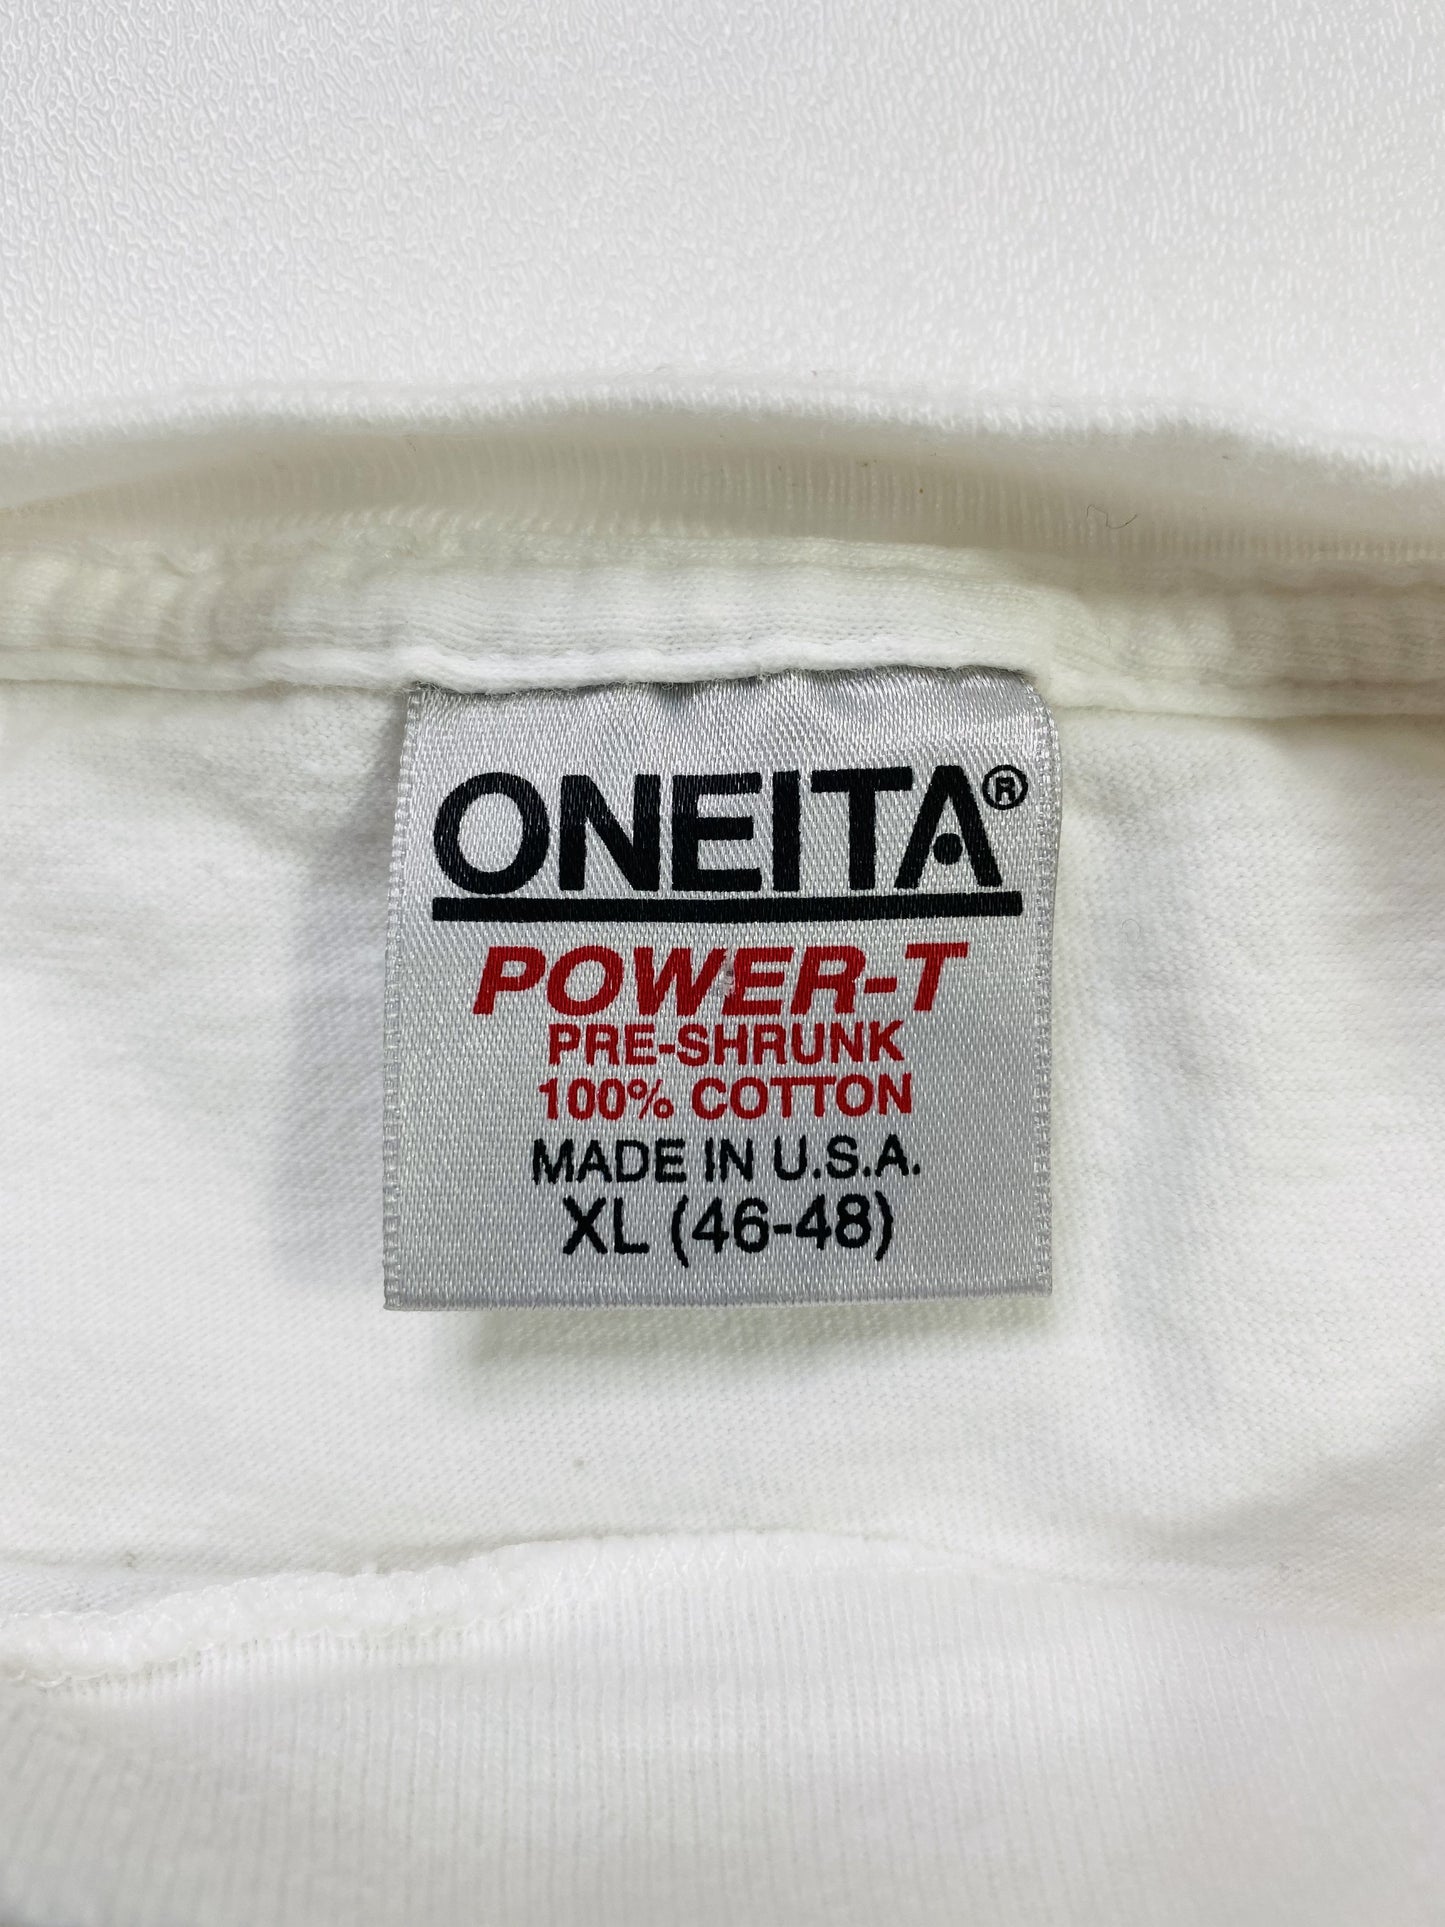 ONEITA®
POWER-T
PRE-SHRUNK
100% COTTON
MADE IN U.S.A.
XL (46-48)